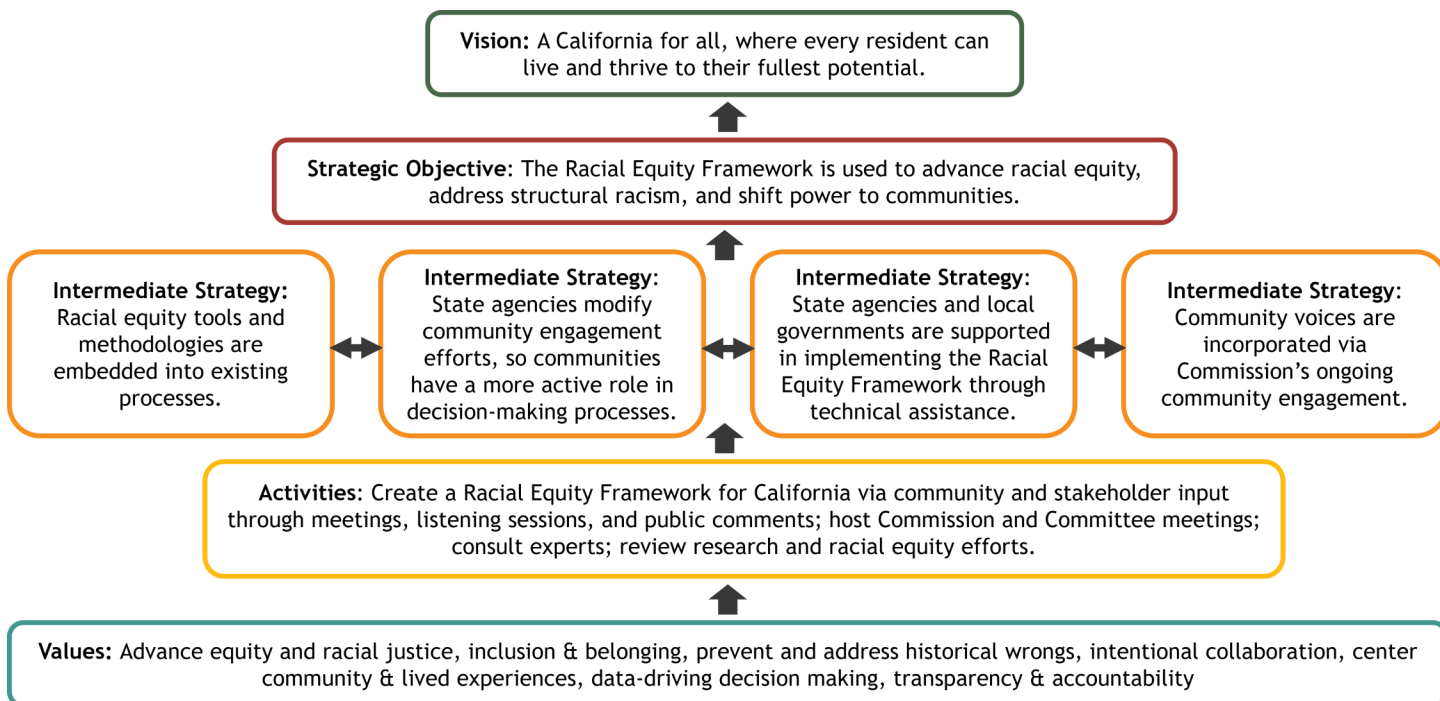 Vision: A California for all, where every resident can
live and thrive to their fullest potential.
Strategic Objective: The Racial Equity Framework is used to advance racial equity,
address structural racism, and shift power to communities.
Intermediate Strategy:
Racial equity tools and
methodologies are
embedded into existing
processes.
Intermediate Strategy:
State agencies modify
community engagement
efforts, so communities
have a more active role in
decision-making processes.
Intermediate Strategy:
State agencies and local
governments are supported
in implementing the Racial
Equity Framework through
technical assistance.
Intermediate Strategy:
Community voices are
incorporated via
Commission’s ongoing
community engagement.
Activities: Create a Racial Equity Framework for California via community and stakeholder input
through meetings, listening sessions, and public comments; host Commission and Committee meetings;
consult experts; review research and racial equity efforts.
Values: Advance equity and racial justice, inclusion & belonging, prevent and address historical wrongs, intentional collaboration, center
community & lived experiences, data-driving decision making, transparency & accountability